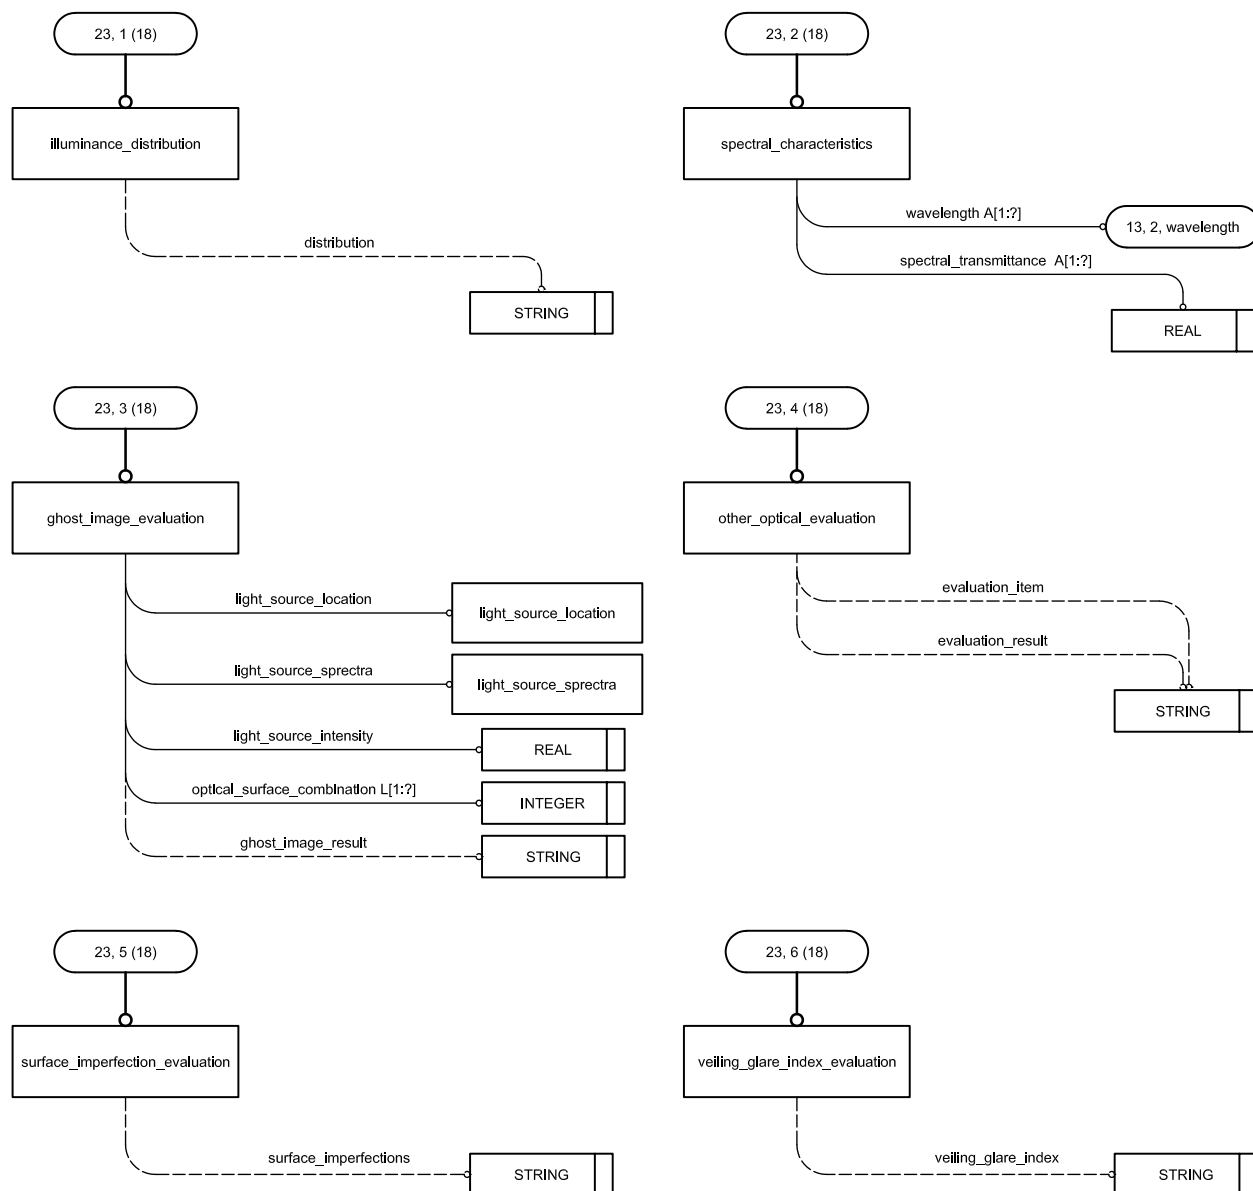 23, 1 (18)
illuminance_distribution
distribution
STRING
23, 2 (18)
spectral_characteristics
wavelength A[1:?]
13, 2, wavelength
spectral_transmittance A[1:?]
REAL
23, 3 (18)
ghost_image_evaluation
light_source_location
light_source_location
light_source_sprectra
light_source_sprectra
light_source_intensity
REAL
optical_surface_combination L[1:?]
INTEGER
ghost_image_result
STRING
23, 4 (18)
other_optical_evaluation
evaluation_item
evaluation_result
STRING
23, 5 (18)
surface_imperfection_evaluation
surface_imperfections
STRING
23, 6 (18)
veiling_glare_index_evaluation
veiling_glare_index
STRING